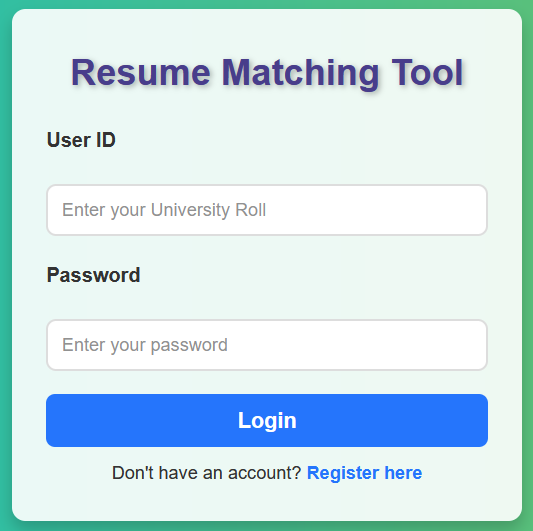 Resume Matching Tool
User ID
Enter your University Roll
Password
Enter your password
Login
Don't have an account? Register here